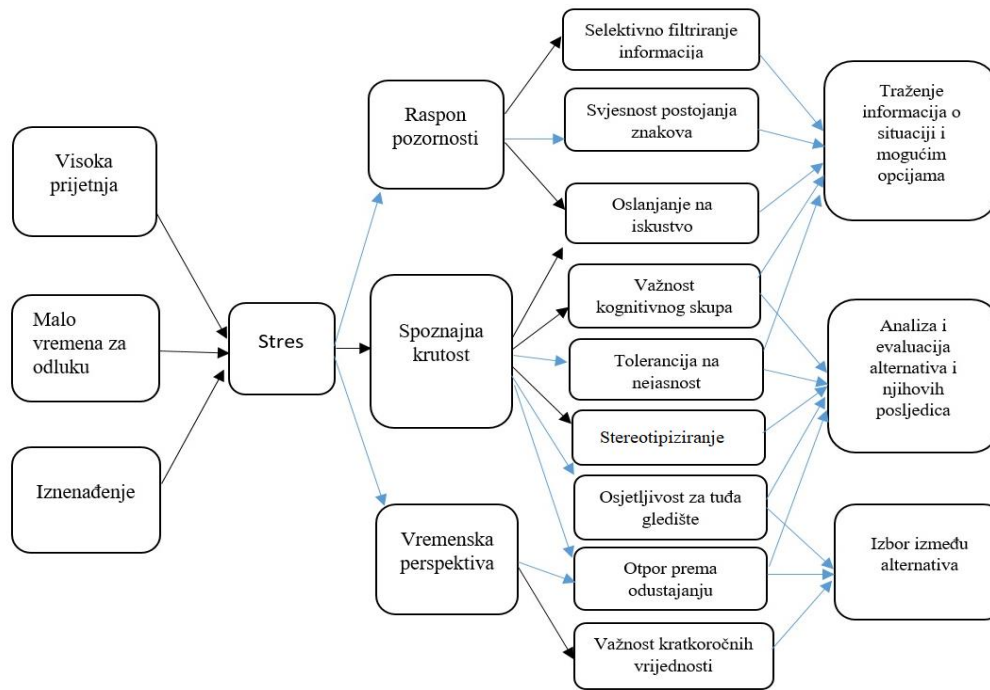 Visoka
prijetnja
Malo
vremena za
odluku
Iznenađenje
Stres
Raspon
pozornosti
Spoznajna
krutost
Vremenska
perspektiva
Selektivno filtriranje
informacija
Svjesnost postojanja
znakova
Oslanjanje na
iskustvo
Važnost
kognitivnog skupa
Tolerancija na
nejasnost
Stereotipiziranje
Osjetljivost za tuđa
gledište
Otpor prema
odustajanju
Važnost kratkoročnih
vrijednosti
Traženje
informacija o
situaciji i
mogućim
opcijama
Analiza i
evaluacija
alternativa i
njihovih
posljedica
Izbor između
alternativa